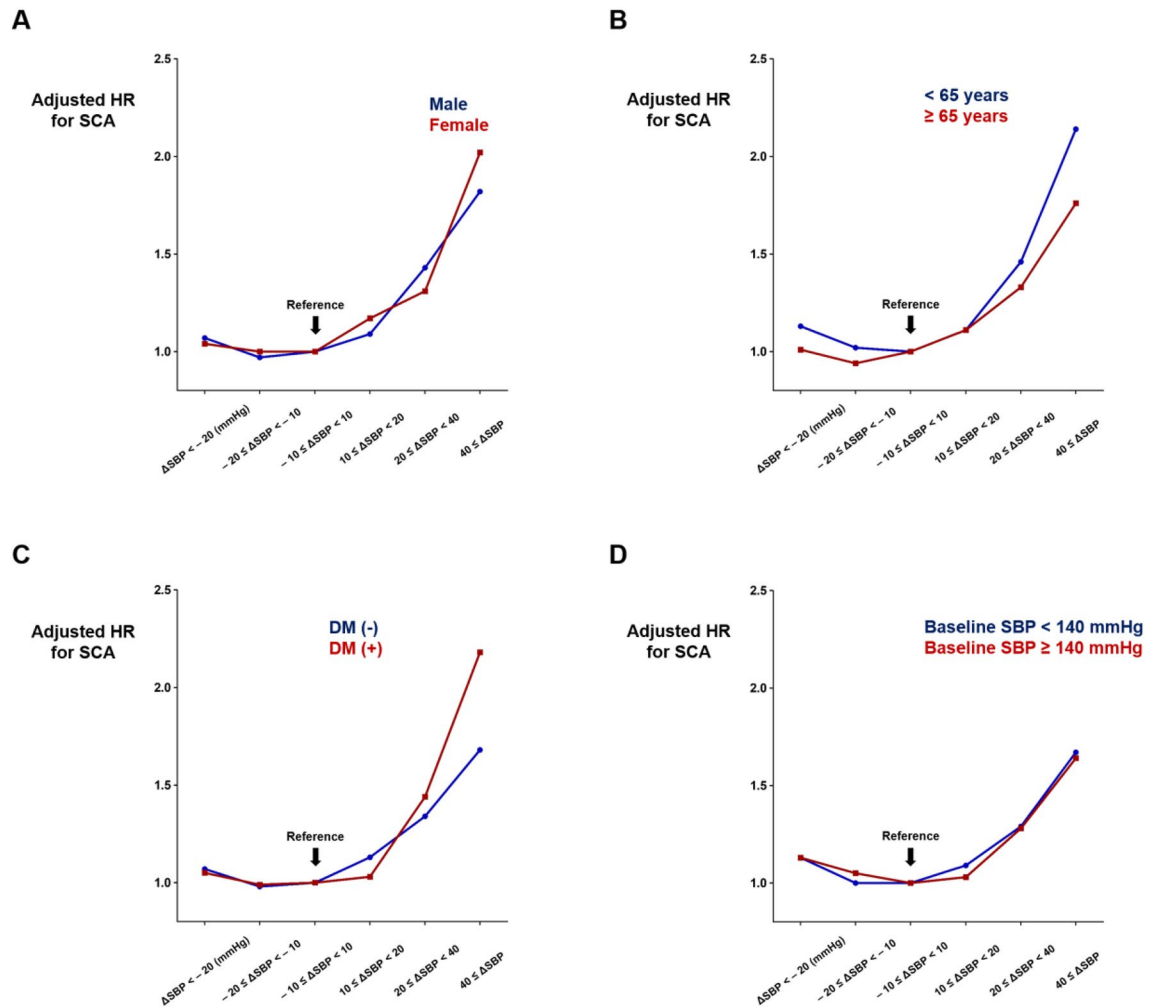 A
Adjusted HR
for SCA
2.5
2.0
1.5
1.0
Male
Female
Reference
ΔSBP < − 20 (mmHg)
− 20 ≤ ΔSBP < − 10
− 10 ≤ ΔSBP < 10
10 ≤ ΔSBP < 20
20 ≤ ΔSBP < 40
40 ≤ ΔSBP
B
Adjusted HR
for SCA
2.5
2.0
1.5
1.0
< 65 years
≥ 65 years
Reference
ΔSBP < − 20 (mmHg)
− 20 ≤ ΔSBP < − 10
− 10 ≤ ΔSBP < 10
10 ≤ ΔSBP < 20
20 ≤ ΔSBP < 40
40 ≤ ΔSBP
C
Adjusted HR
for SCA
2.5
2.0
1.5
1.0
DM (-)
DM (+)
Reference
ΔSBP < − 20 (mmHg)
− 20 ≤ ΔSBP < − 10
− 10 ≤ ΔSBP < 10
10 ≤ ΔSBP < 20
20 ≤ ΔSBP < 40
40 ≤ ΔSBP
D
Adjusted HR
for SCA
2.5
2.0
1.5
1.0
Baseline SBP < 140 mmHg
Baseline SBP ≥ 140 mmHg
Reference
ΔSBP < − 20 (mmHg)
− 20 ≤ ΔSBP < − 10
− 10 ≤ ΔSBP < 10
10 ≤ ΔSBP < 20
20 ≤ ΔSBP < 40
40 ≤ ΔSBP